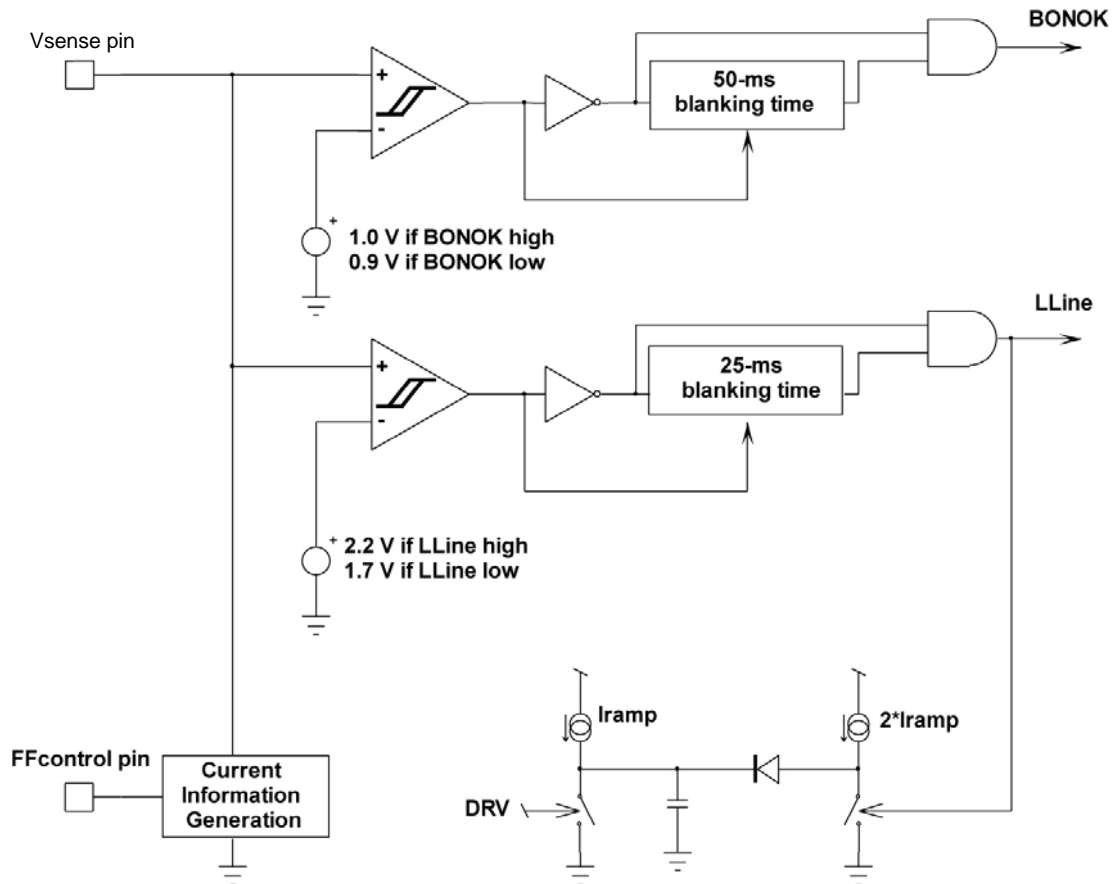 BONOK
Vsense pin
+
-
50-ms
blanking time
+
1.0 V if BONOK high
0.9 V if BONOK low
LLine
+
-
25-ms
blanking time
+
2.2 V if LLine high
1.7 V if LLine low
Iramp
2*Iramp
FFcontrol pin
Current
Information
Generation
DRV